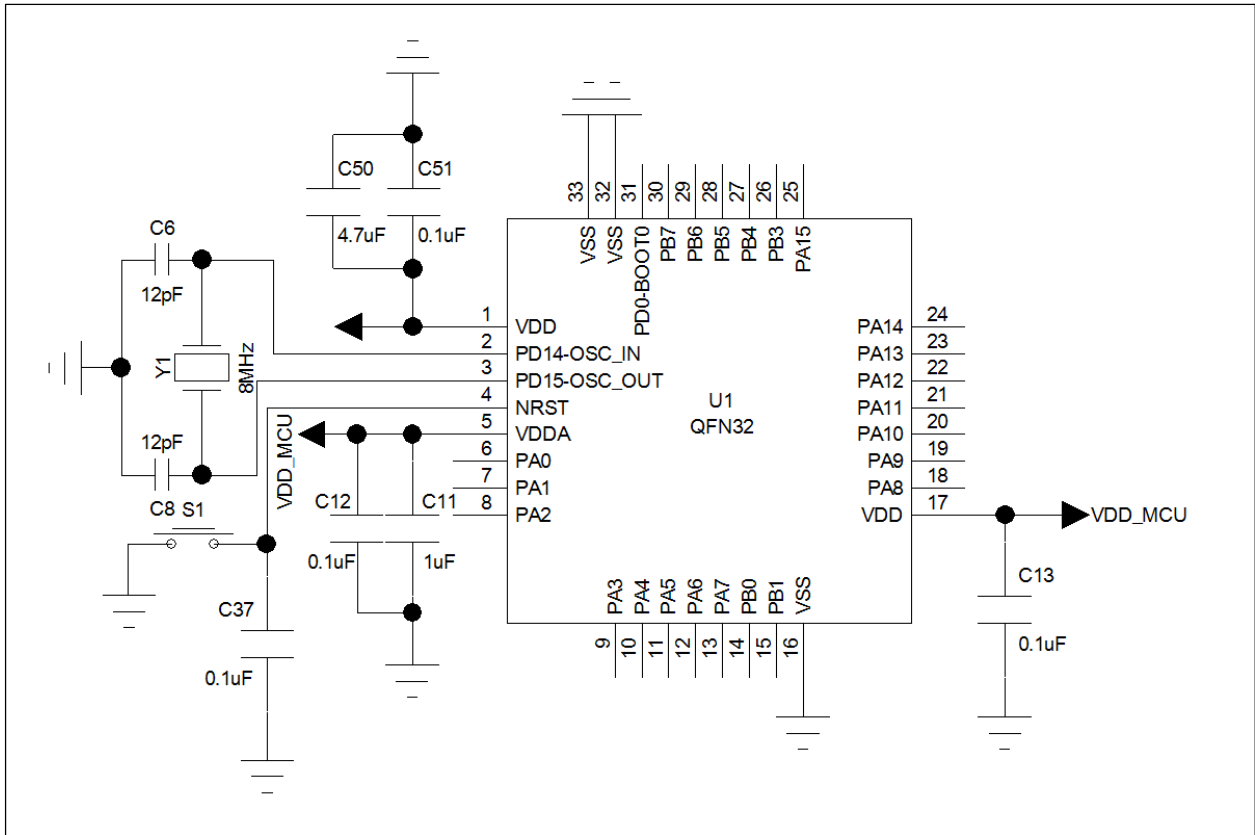 C50
C51
4.7uF
0.1uF
C6
12pF
Y1
8MHz
12pF
C8
S1
C37
0.1uF
VDD_MCU
C12
C11
0.1uF
1uF
33
32
31
30
29
28
27
26
25
VSS
VSS
PD0-BOOT0
PB7
PB6
PB5
PB4
PB3
PA15
1 VDD
2 PD14-OSC_IN
3 PD15-OSC_OUT
4 NRST
5 VDDA
6 PA0
7 PA1
8 PA2
U1
QFN32
PA14 24
PA13 23
PA12 22
PA11 21
PA10 20
PA9 19
PA8 18
VDD 17
VDD_MCU
C13
0.1uF
PA3
PA4
PA5
PA6
PA7
PB0
PB1
VSS
9
10
11
12
13
14
15
16